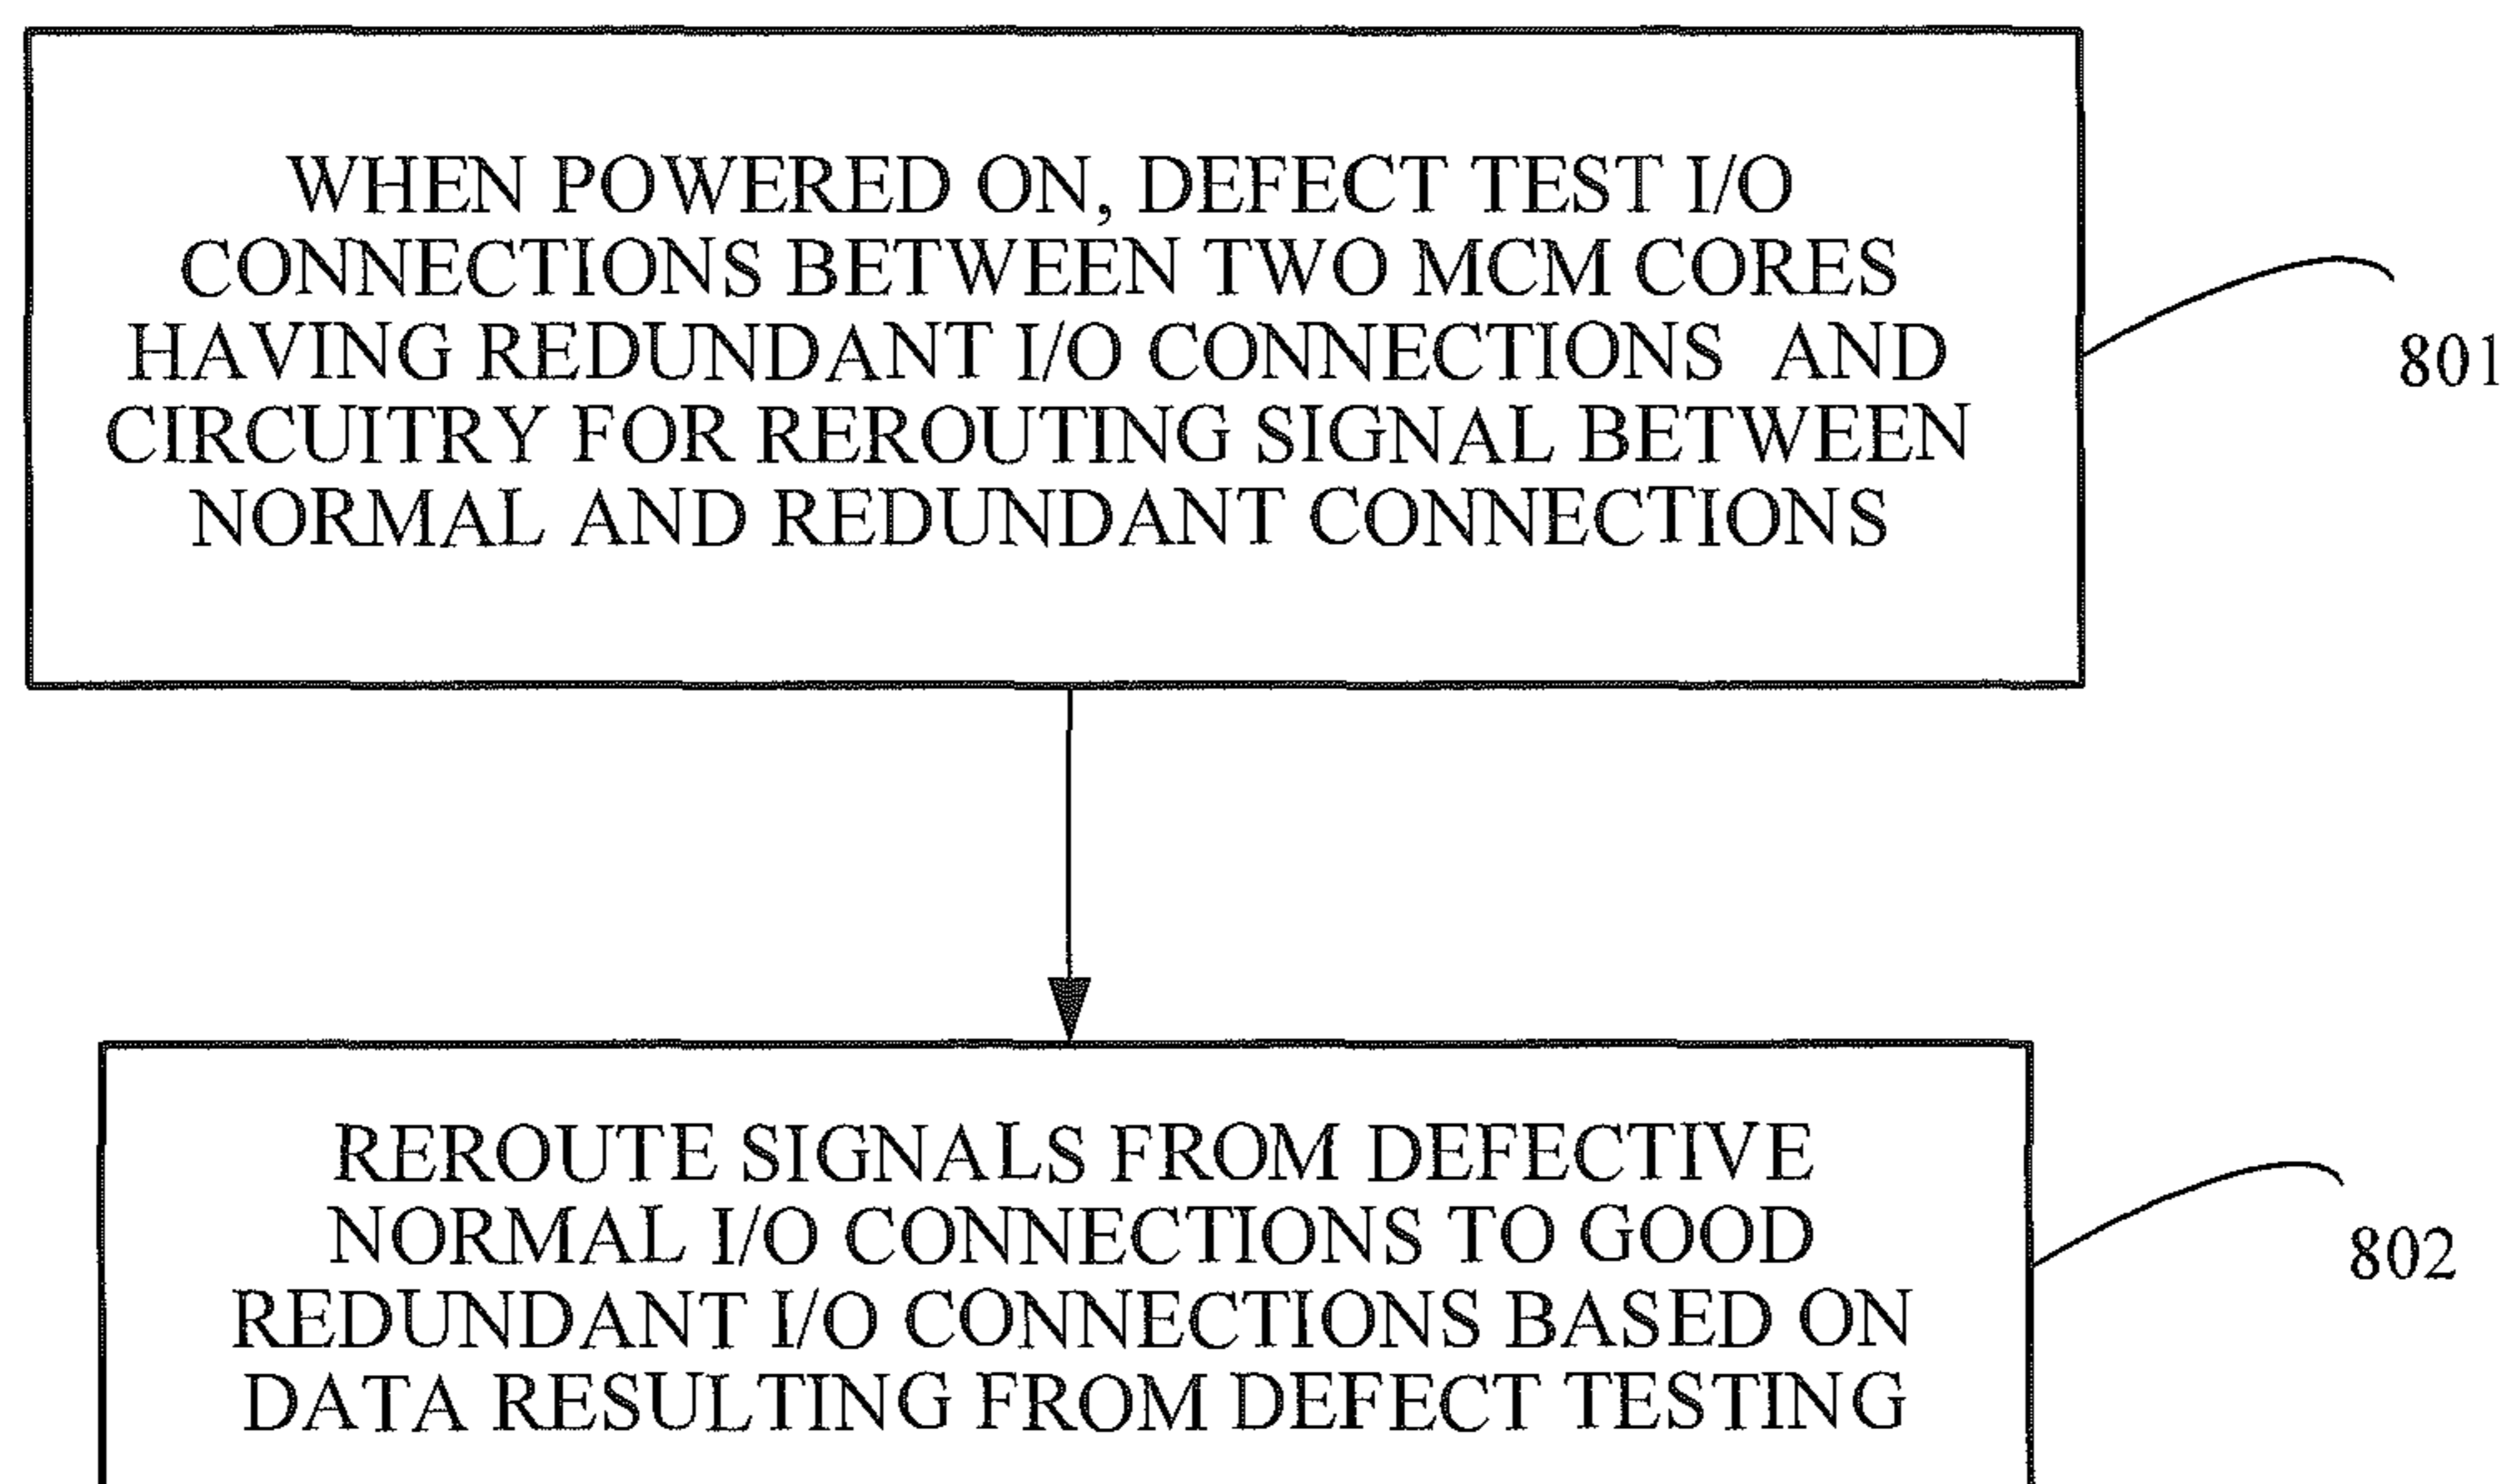 WHEN POWERED ON, DEFECT TEST I/O
CONNECTIONS BETWEEN TWO MCM CORES
HAVING REDUNDANT I/O CONNECTIONS AND
CIRCUITRY FOR REROUTING SIGNAL BETWEEN
NORMAL AND REDUNDANT CONNECTIONS
801
REROUTE SIGNALS FROM DEFECTIVE
NORMAL I/O CONNECTIONS TO GOOD
REDUNDANT I/O CONNECTIONS BASED ON
DATA RESULTING FROM DEFECT TESTING
802